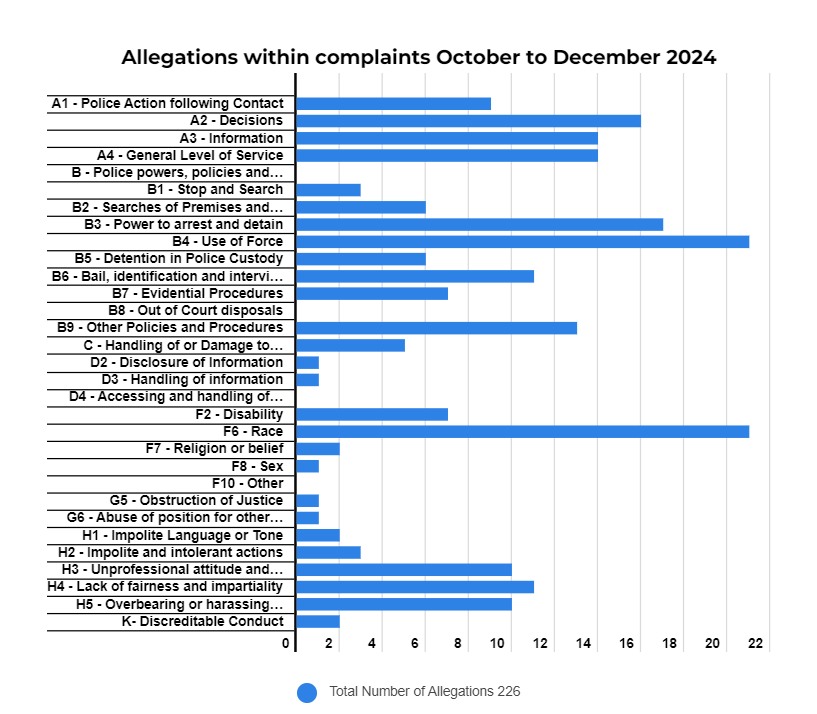 Allegations within complaints October to December 2024
A1 - Police Action following Contact
A2 - Decisions
A3 - Information
A4 - General Level of Service
B - Police powers, policies and…
B1 - Stop and Search
B2 - Searches of Premises and…
B3 - Power to arrest and detain
B4 - Use of Force
B5 - Detention in Police Custody
B6 - Bail, identification and intervi…
B7 - Evidential Procedures
B8 - Out of Court disposals
B9 - Other Policies and Procedures
C - Handling of or Damage to…
D2 - Disclosure of Information
D3 - Handling of information
D4 - Accessing and handling of…
F2 - Disability
F6 - Race
F7 - Religion or belief
F8 - Sex
F10 - Other
G5 - Obstruction of Justice
G6 - Abuse of position for other…
H1 - Impolite Language or Tone
H2 - Impolite and intolerant actions
H3 - Unprofessional attitude and…
H4 - Lack of fairness and impartiality
H5 - Overbearing or harassing…
K- Discreditable Conduct
0 2 4 6 8 10 12 14 16 18 20 22
Total Number of Allegations 226